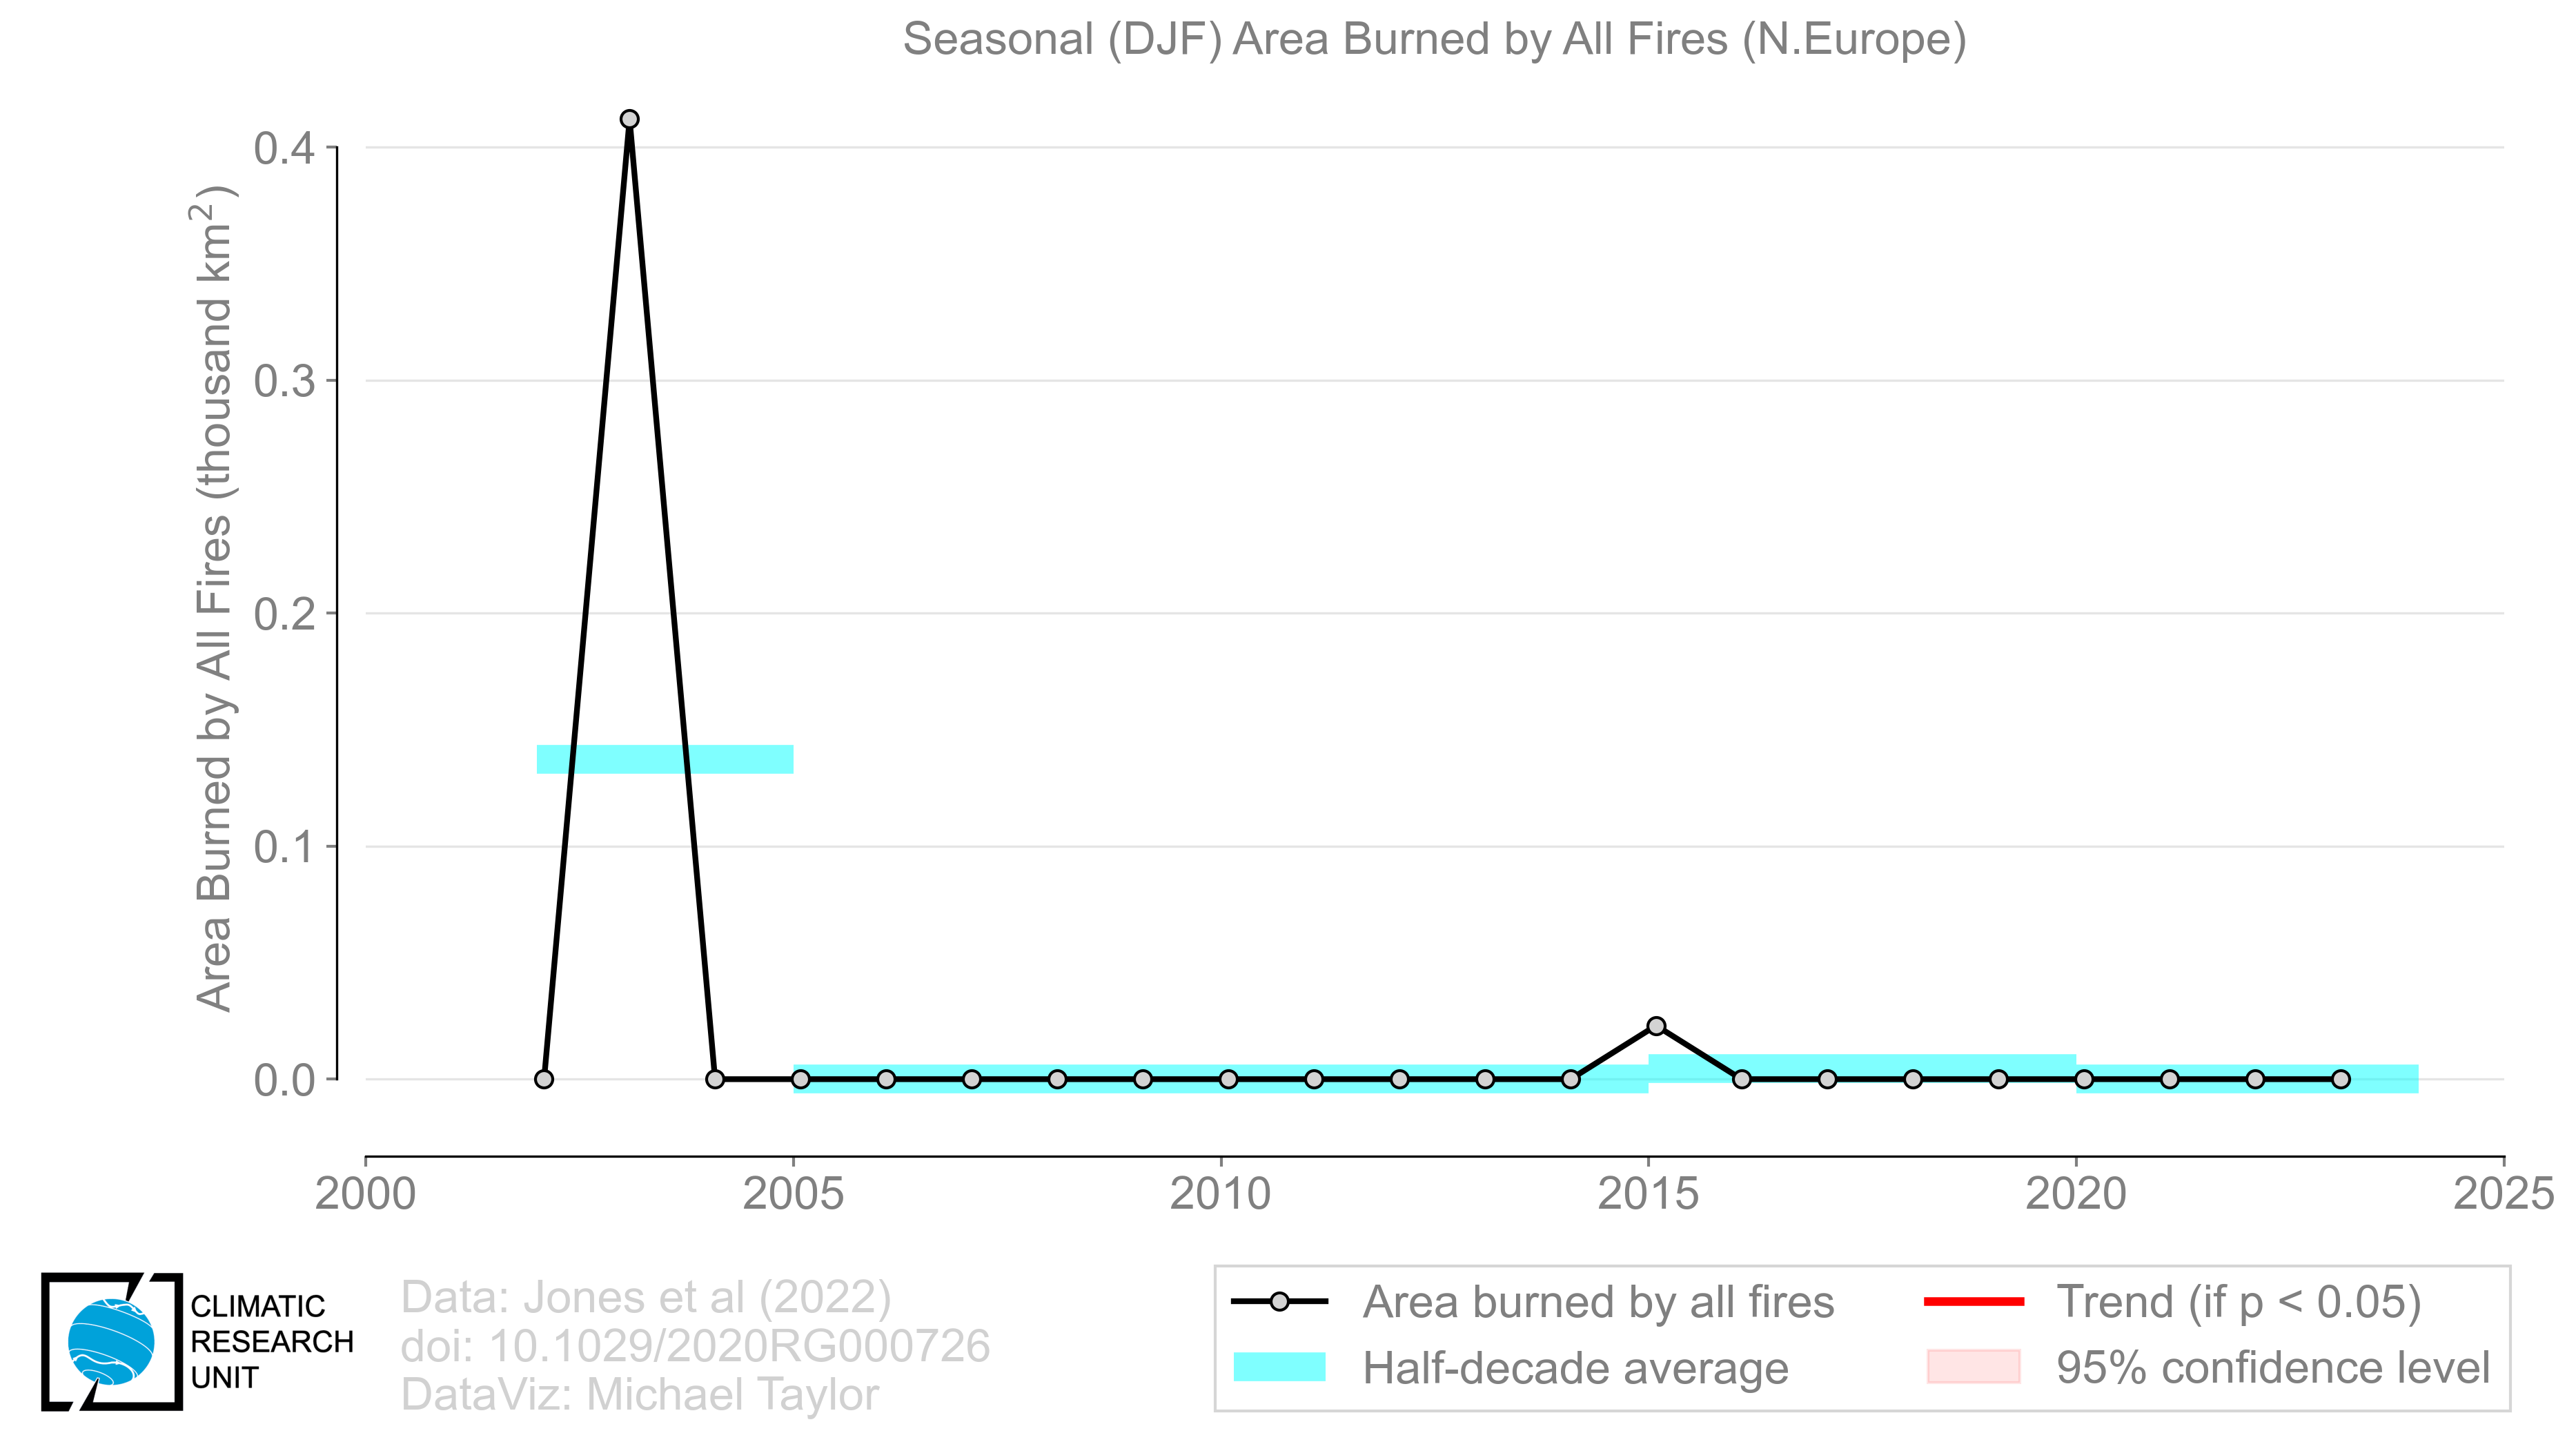 Seasonal (DJF) Area Burned by All Fires (N.Europe)
Area Burned by All Fires (thousand km²)
0.4
0.3
0.2
0.1
0.0
2000
2005
2010
2015
2020
2025
CLIMATIC
RESEARCH
UNIT
Data: Jones et al (2022)
doi: 10.1029/2020RG000726
DataViz: Michael Taylor
Area burned by all fires
Half-decade average
Trend (if p < 0.05)
95% confidence level